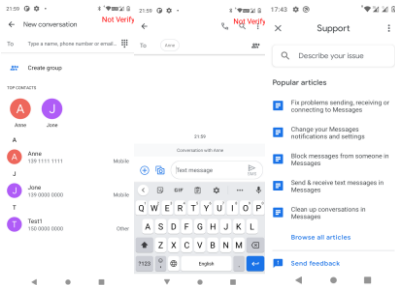 21:59
Not Verify
New conversation
To Type a name, phone number or email...
Create group
TOP CONTACTS
A J
Anne Jone
A
A Anne
139 1111 1111 Mobile
J
J Jone
139 0000 0000 Mobile
T
T Test1
150 0000 0000 Other
21:59
Not Verify
To Anne
21:59
Conversation with Anne
Text message
SMS
GIF
Q W E R T Y U I O P
A S D F G H J K L
Z X C V B N M
?123 English .
17:43
Support
Describe your issue
Popular articles
Fix problems sending, receiving or
connecting to Messages
Change your Messages
notifications and settings
Block messages from someone in
Messages
Send & receive text messages in
Messages
Clean up conversations in
Messages
Browse all articles
Send feedback